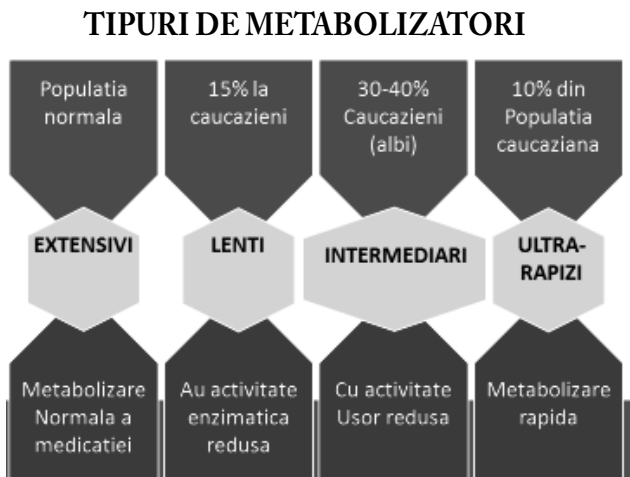 TIPURI DE METABOLIZATORI
Populatia
normala
15% la
caucazieni
30-40%
Caucazieni
(albi)
10% din
Populatia
caucaziana
EXTENSIVI
LENTI
INTERMEDIARI
ULTRA-
RAPIZI
Metabolizare
Normala a
medicatiei
Au activitate
enzimatica
redusa
Cu activitate
Usor redusa
Metabolizare
rapida